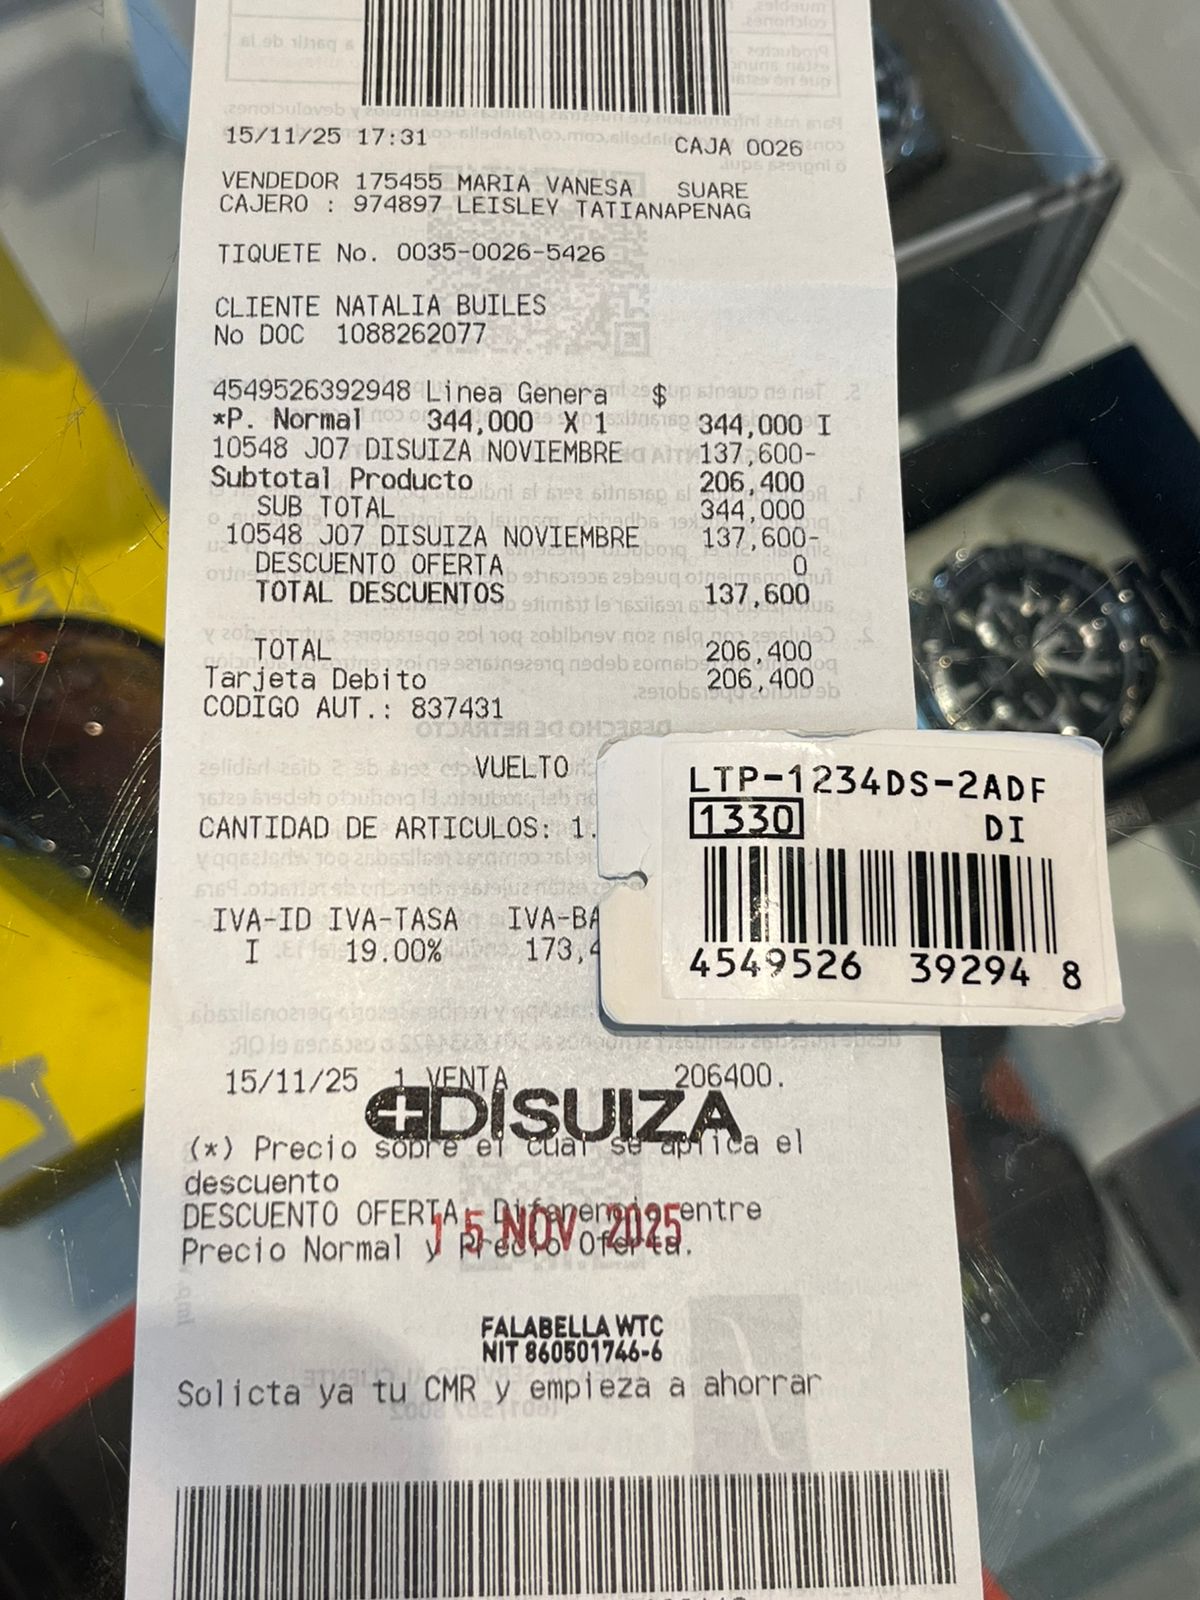 15/11/25 17:31 CAJA 0026
VENDEDOR 175455 MARIA VANESA SUARE
CAJERO : 974897 LEISLEY TATIANAPENAG
TIQUETE No. 0035-0026-5426
CLIENTE NATALIA BUILES
No DOC 1088262077
4549526392948 Linea Genera $
*P. Normal 344,000 X 1 344,000 I
10548 J07 DISUIZA NOVIEMBRE 137,600-
Subtotal Producto 206,400
SUB TOTAL 344,000
10548 J07 DISUIZA NOVIEMBRE 137,600-
DESCUENTO OFERTA 0
TOTAL DESCUENTOS 137,600
TOTAL 206,400
Tarjeta Debito 206,400
CODIGO AUT.: 837431
VUELTO
CANTIDAD DE ARTICULOS: 1.
IVA-ID IVA-TASA IVA-BA
I 19.00% 173,4
LTP-1234DS-2ADF
1330 DI
4549526 39294 8
15/11/25 1 VENTA 206400.
DISUIZA
(*) Precio sobre el cual se aplica el
descuento
DESCUENTO OFERTA: Diferencia entre
Precio Normal y Precio Oferta.
15 NOV 2025
FALABELLA WTC
NIT 860501746-6
Solicta ya tu CMR y empieza a ahorrar